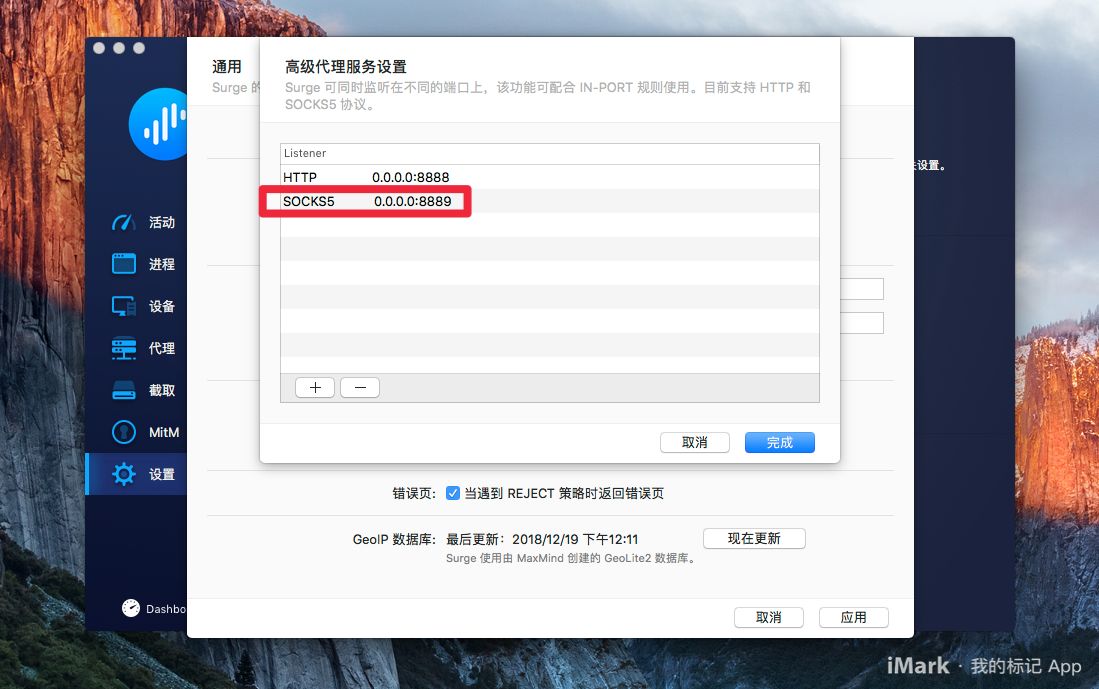 通用
Surge 的
高级代理服务设置
Surge 可同时监听在不同的端口上，该功能可配合 IN-PORT 规则使用。目前支持 HTTP 和
SOCKS5 协议。
Listener
HTTP 0.0.0.0:8888
SOCKS5 0.0.0.0:8889
取消
完成
设置。
活动
进程
设备
代理
截取
MitM
设置
Dashbo
错误页: 当遇到 REJECT 策略时返回错误页
GeoIP 数据库: 最后更新：2018/12/19 下午12:11 现在更新
Surge 使用由 MaxMind 创建的 GeoLite2 数据库。
取消
应用
iMark · 我的标记 App